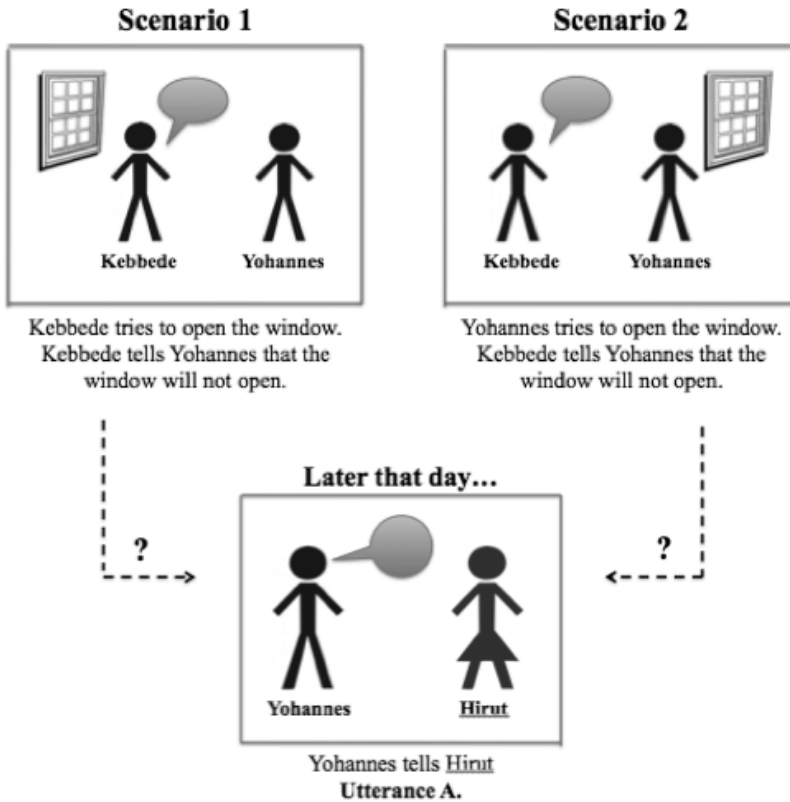 Scenario 1
Scenario 2
Kebbede
Yohannes
Kebbede
Yohannes
Kebbede tries to open the window.
Kebbede tells Yohannes that the
window will not open.
Yohannes tries to open the window.
Kebbede tells Yohannes that the
window will not open.
Later that day…
?
?
Yohannes
Hirut
Yohannes tells Hirut
Utterance A.